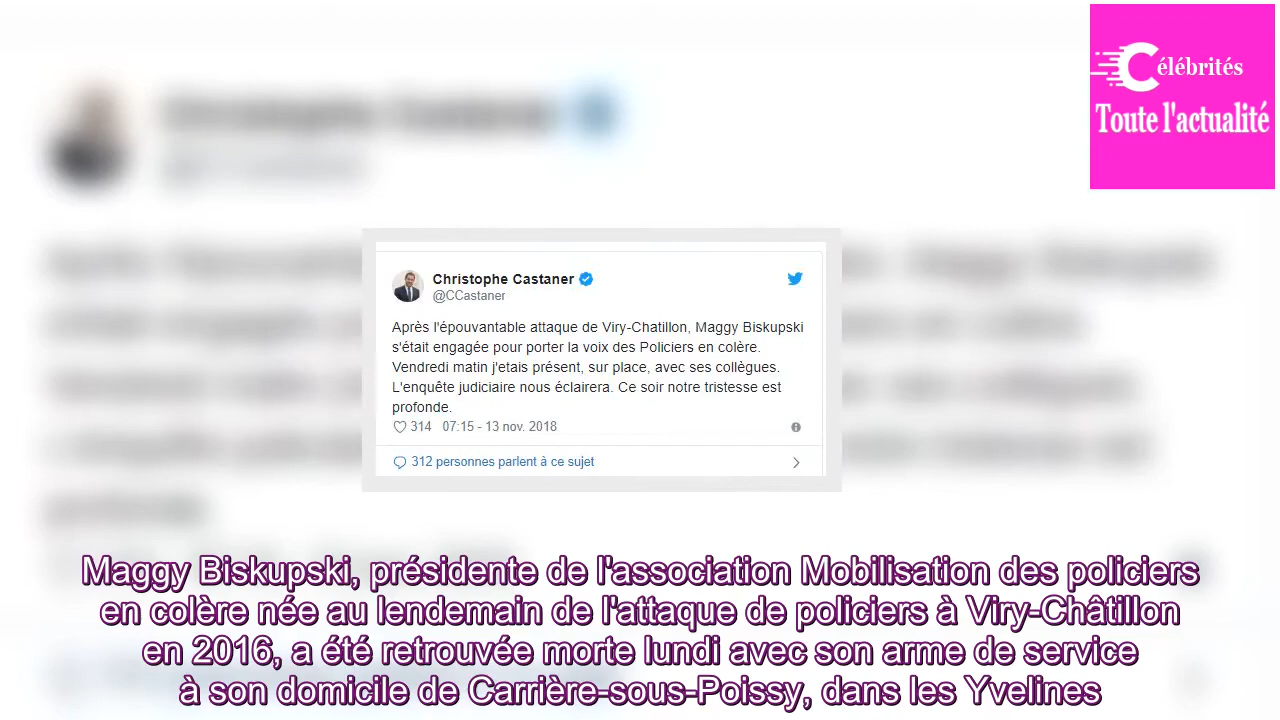 Célébrités
Toute l'actualité
Christophe Castaner
@CCastaner
Après l'épouvantable attaque de Viry-Chatillon, Maggy Biskupski
s'était engagée pour porter la voix des Policiers en colère.
Vendredi matin j'etais présent, sur place, avec ses collègues.
L'enquête judiciaire nous éclairera. Ce soir notre tristesse est
profonde.
314 07:15 - 13 nov. 2018
312 personnes parlent à ce sujet
Maggy Biskupski, présidente de l'association Mobilisation des policiers
en colère née au lendemain de l'attaque de policiers à Viry-Châtillon
en 2016, a été retrouvée morte lundi avec son arme de service
à son domicile de Carrière-sous-Poissy, dans les Yvelines